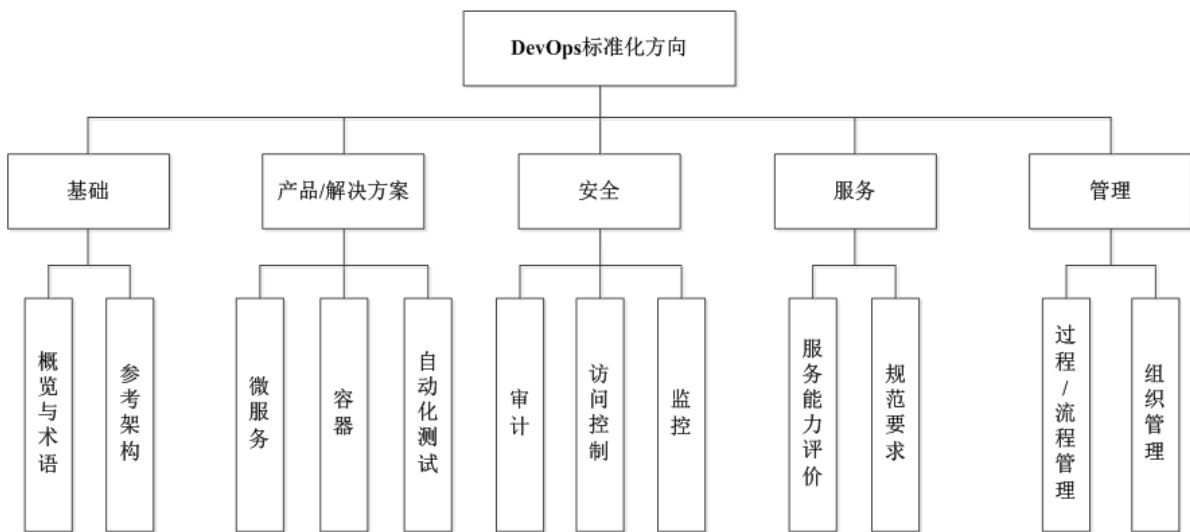 DevOps标准化方向
基础
产品/解决方案
安全
服务
管理
概览与术语
参考架构
微服务
容器
自动化测试
审计
访问控制
监控
服务能力评价
规范要求
过程/流程管理
组织管理